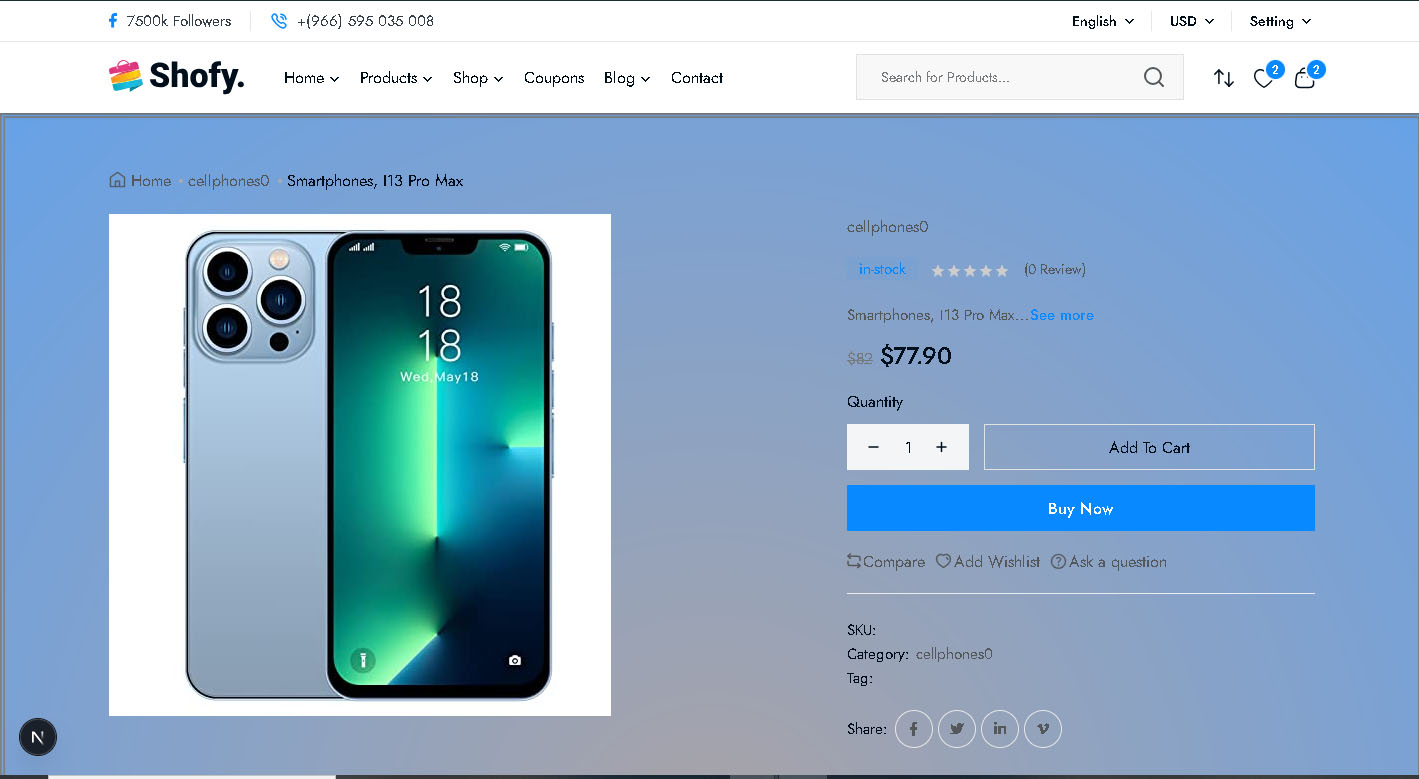 7500k Followers
+(966) 595 035 008
English
USD
Setting
Shofy.
Home
Products
Shop
Coupons
Blog
Contact
Search for Products...
2
2
Home
cellphones0
Smartphones, I13 Pro Max
18
18
Wed,May18
cellphones0
in-stock
(0 Review)
Smartphones, I13 Pro Max...See more
$82 $77.90
Quantity
− 1 +
Add To Cart
Buy Now
Compare
Add Wishlist
Ask a question
SKU:
Category: cellphones0
Tag:
Share:
N